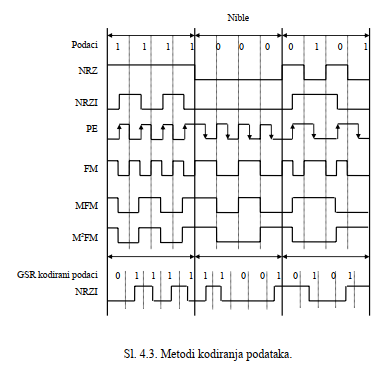 Nible
Podaci 1 1 1 1 0 0 0 0 1 0 1
NRZ
NRZI
PE
FM
MFM
M²FM
GSR kodirani podaci 0 1 1 1 1 1 1 0 0 1 0 1 0 1
NRZI
Sl. 4.3. Metodi kodiranja podataka.